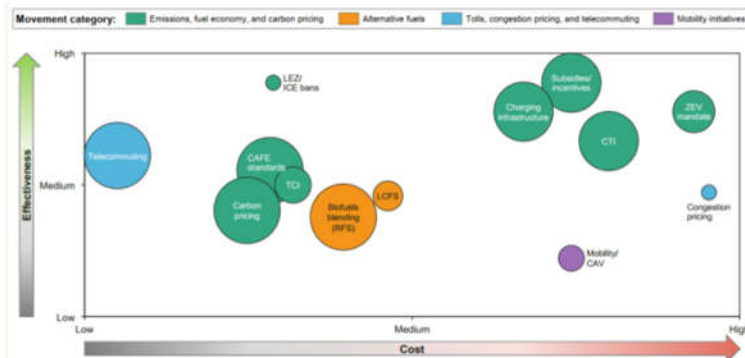 Movement category: Emissions, fuel economy, and carbon pricing Alternative fuels Tolls, congestion pricing, and telecommuting Mobility initiatives
High
LEZ/
ICE bans
Subsidies/
incentives
Charging
infrastructure
ZEV
mandate
CTI
Telecommuting
CAFE
standards
TCI
Medium
Carbon
pricing
Biofuels
blending
(RFS)
LCFS
Congestion
pricing
Mobility/
CAV
Effectiveness
Low
Low Medium High
Cost